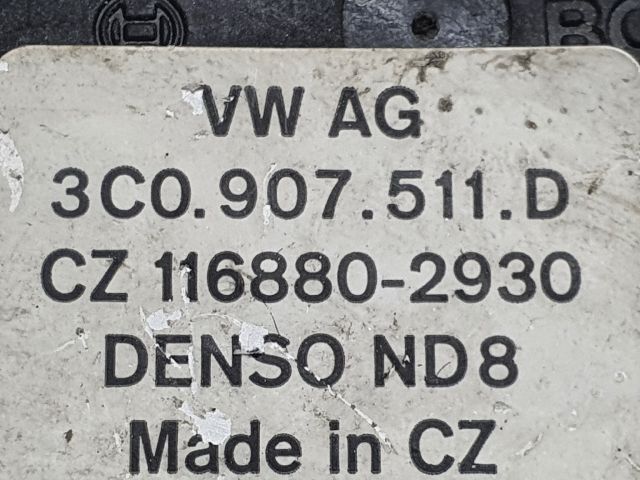 VW AG
3C0.907.511.D
CZ 116880-2930
DENSO ND8
Made in CZ